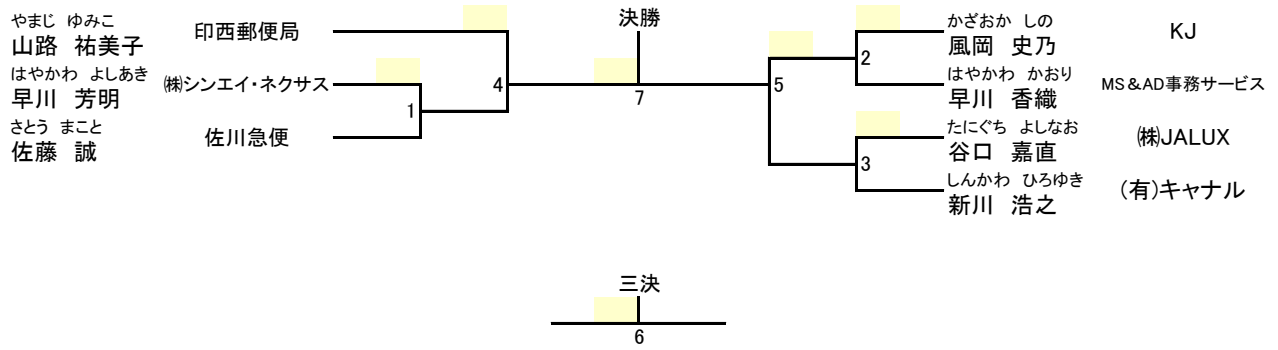 決勝
やまじ ゆみこ
山路 祐美子 印西郵便局
はやかわ よしあき
早川 芳明 ㈱シンエイ・ネクサス
さとう まこと
佐藤 誠 佐川急便
1
4
7
5
2
3
かざおか しの
風岡 史乃 KJ
はやかわ かおり
早川 香織 MS&AD事務サービス
たにぐち よしなお
谷口 嘉直 ㈱JALUX
しんかわ ひろゆき
新川 浩之 (有)キャナル
三決
6